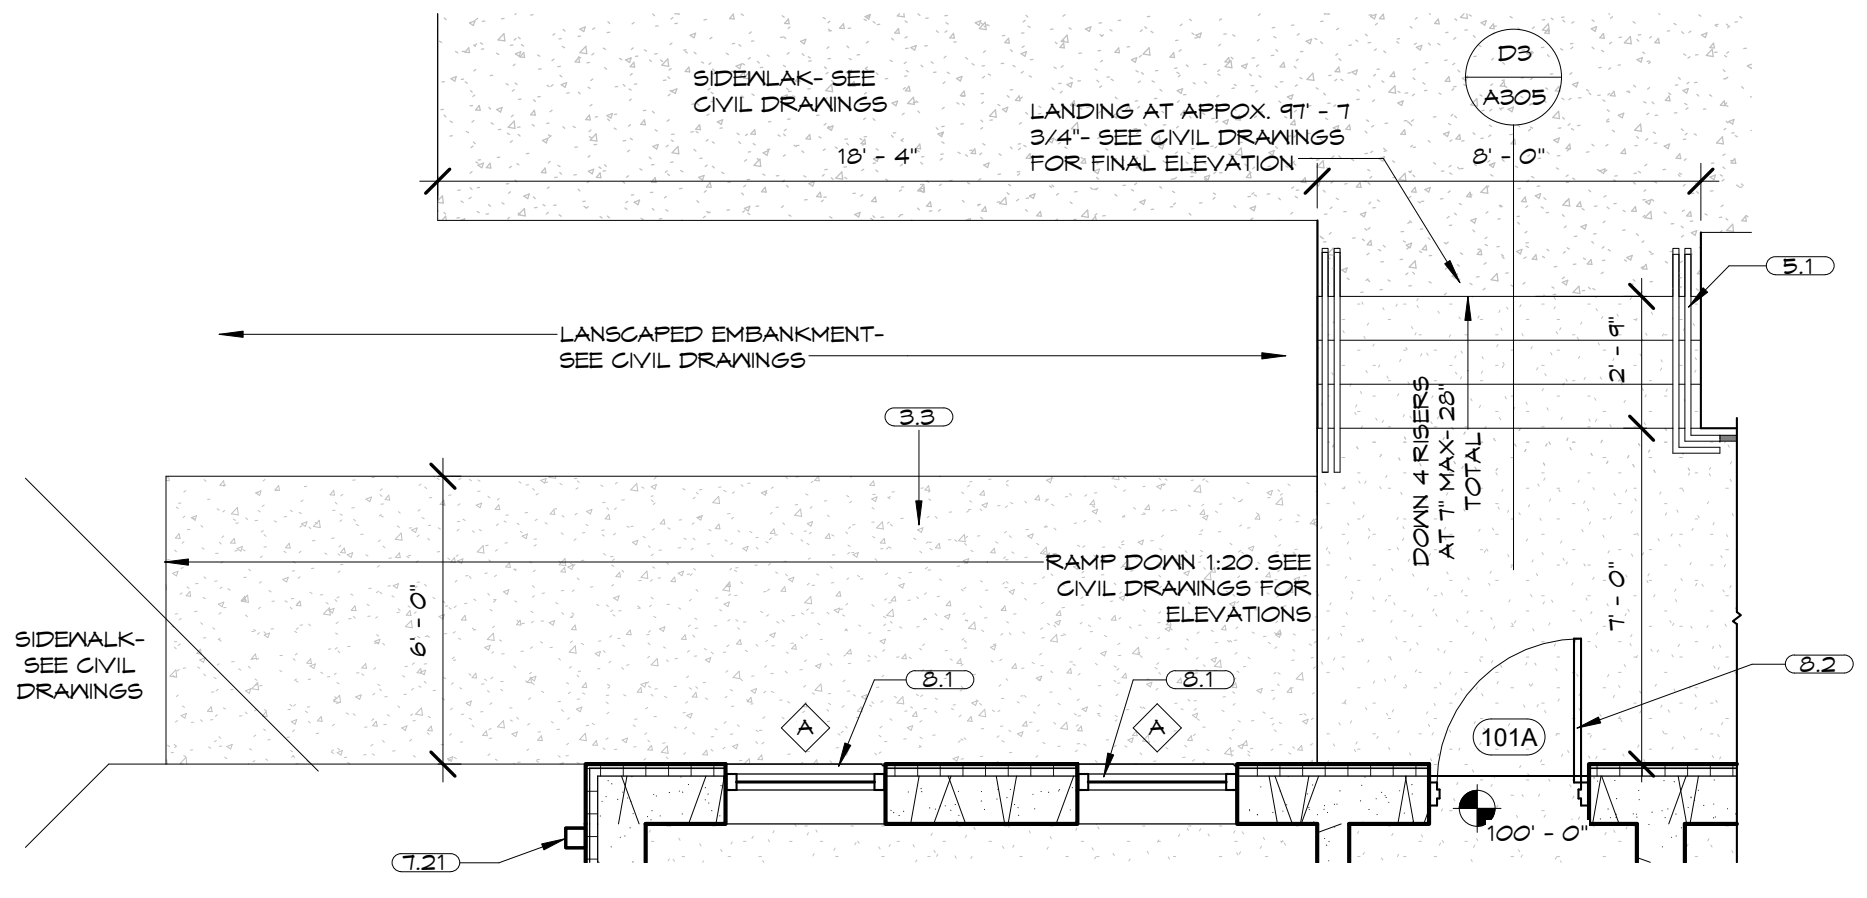 D3
A305
SIDEWLAK- SEE
CIVIL DRAWINGS
LANDING AT APPOX. 97' - 7
3/4"- SEE CIVIL DRAWINGS
FOR FINAL ELEVATION
18' - 4"
8' - 0"
5.1
LANSCAPED EMBANKMENT-
SEE CIVIL DRAWINGS
2' - 9"
3.3
DOWN 4 RISERS
AT 7" MAX- 28"
TOTAL
RAMP DOWN 1:20. SEE
CIVIL DRAWINGS FOR
ELEVATIONS
6' - 0"
7' - 0"
SIDEWALK-
SEE CIVIL
DRAWINGS
8.1
8.1
8.2
A
A
101A
100' - 0"
7.21